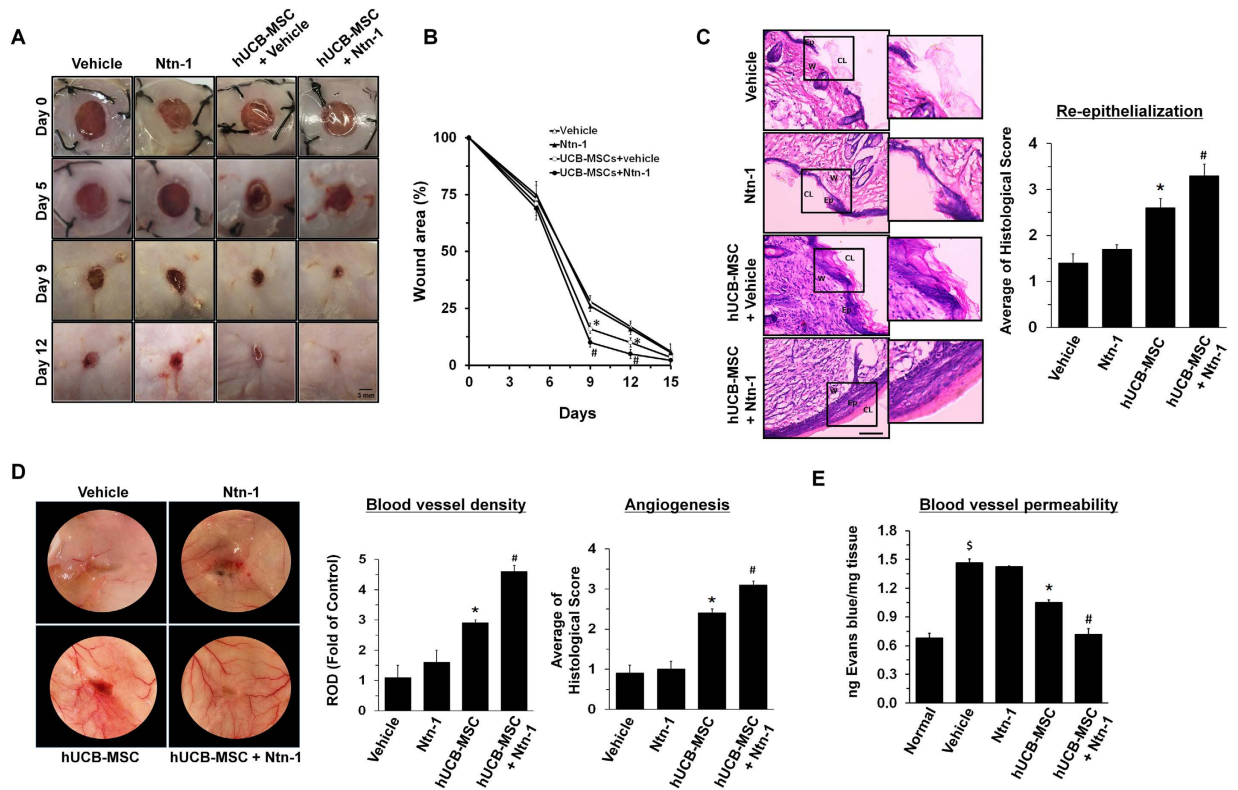 A
Vehicle
Ntn-1
hUCB-MSC
+ Vehicle
hUCB-MSC
+ Ntn-1
Day 0
Day 5
Day 9
Day 12
3 mm
B
Wound area (%)
100
75
50
25
0
Vehicle
Ntn-1
UCB-MSCs+vehicle
UCB-MSCs+Ntn-1
*
*
#
#
0
3
6
9
12
15
Days
C
Vehicle
Ep
W
CL
Ntn-1
W
CL
Ep
hUCB-MSC
+ Vehicle
CL
W
Ep
hUCB-MSC
+ Ntn-1
W
Ep
CL
Re-epithelialization
Average of Histological Score
4
3
2
1
0
*
#
Vehicle
Ntn-1
hUCB-MSC
hUCB-MSC
+ Ntn-1
D
Vehicle
Ntn-1
hUCB-MSC
hUCB-MSC + Ntn-1
Blood vessel density
ROD (Fold of Control)
5
4
3
2
1
0
*
#
Vehicle
Ntn-1
hUCB-MSC
hUCB-MSC
+ Ntn-1
Angiogenesis
Average of
Histological Score
4
3
2
1
0
*
#
Vehicle
Ntn-1
hUCB-MSC
hUCB-MSC
+ Ntn-1
E
Blood vessel permeability
ng Evans blue/mg tissue
1.8
1.5
1.2
0.9
0.6
0.3
0.0
$
*
#
Normal
Vehicle
Ntn-1
hUCB-MSC
hUCB-MSC
+ Ntn-1